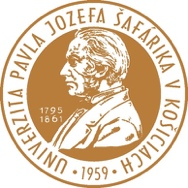 UNIVERZITA PAVLA JOZEFA ŠAFÁRIKA V KOŠICIACH
1795
1861
· 1959 ·